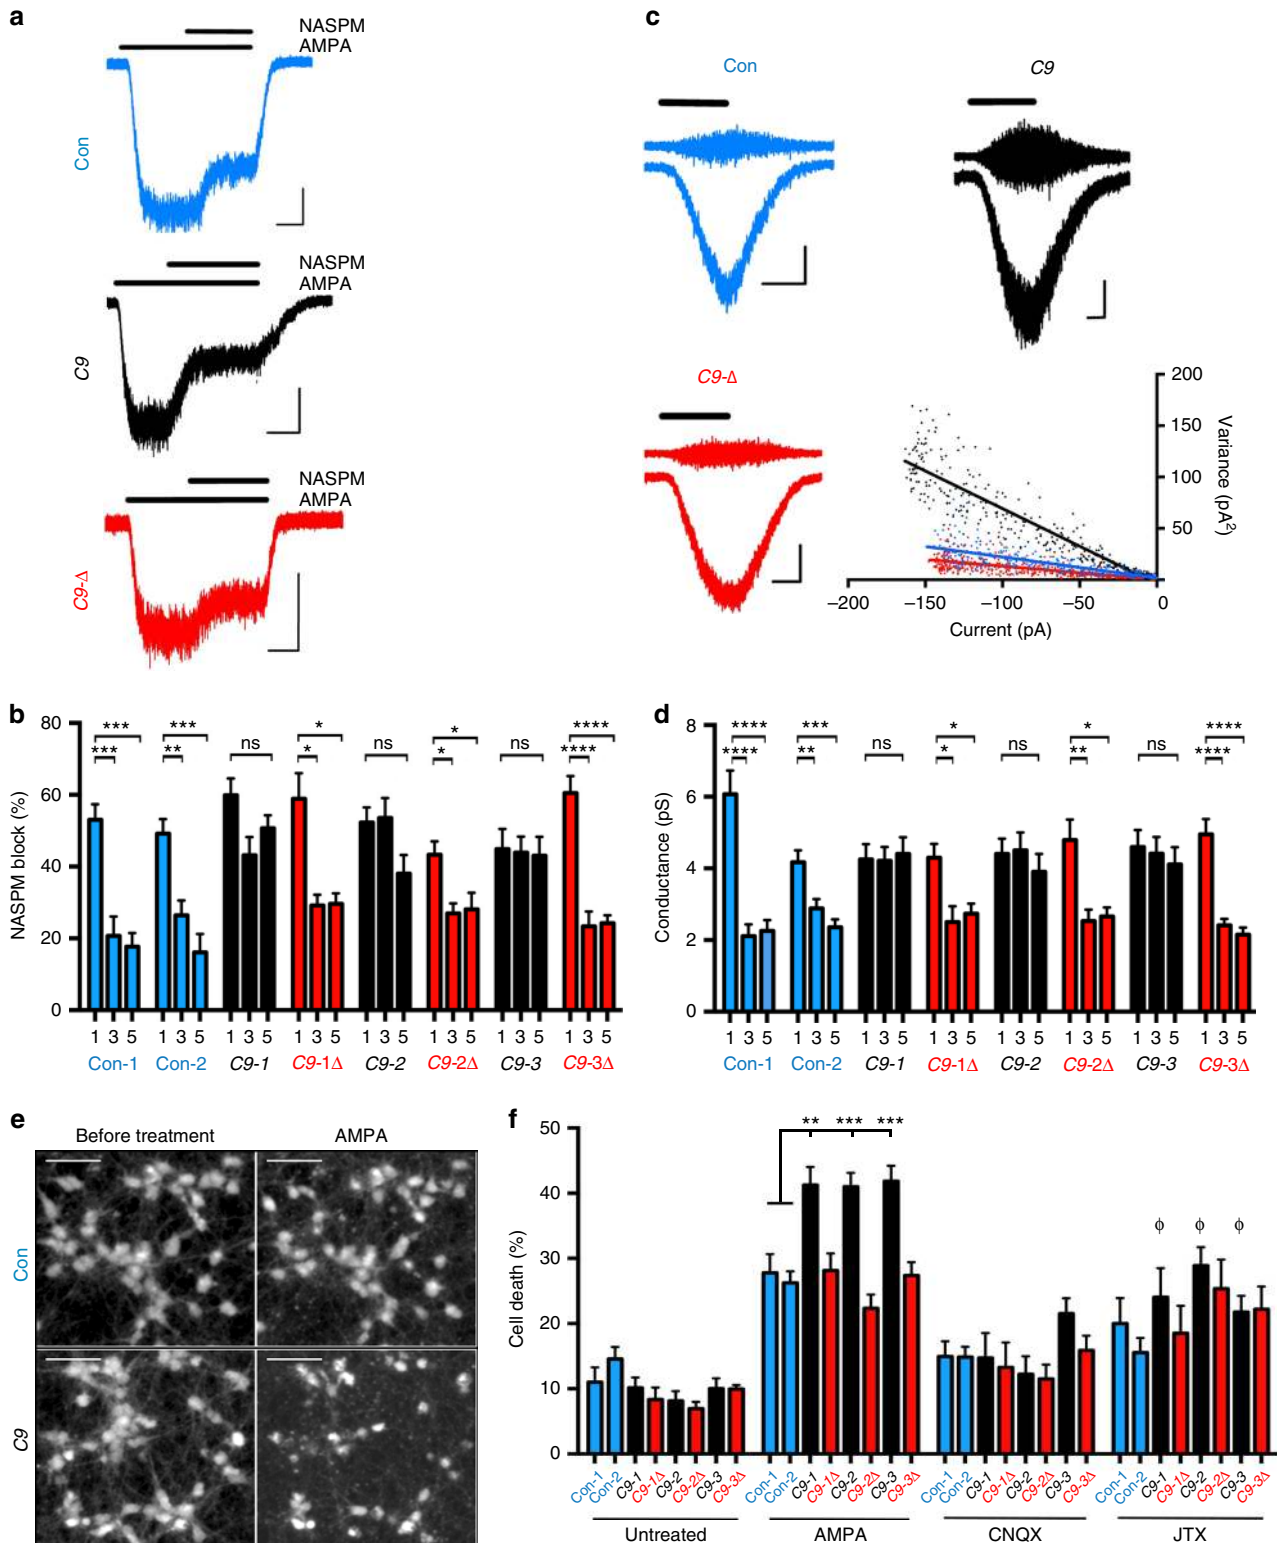 a
NASPM
AMPA
Con
NASPM
AMPA
C9
NASPM
AMPA
C9-Δ
c
Con
C9
C9-Δ
200
150
100
50
Variance (pA2)
−200 −150 −100 −50 0
Current (pA)
b
80
60
40
20
0
NASPM block (%)
*** *** *** ** ns * * ns * * ns **** ****
1 3 5 1 3 5 1 3 5 1 3 5 1 3 5 1 3 5 1 3 5 1 3 5
Con-1 Con-2 C9-1 C9-1Δ C9-2 C9-2Δ C9-3 C9-3Δ
d
8
6
4
2
0
Conductance (pS)
**** **** *** ** ns * * ns * ** ns **** ****
1 3 5 1 3 5 1 3 5 1 3 5 1 3 5 1 3 5 1 3 5 1 3 5
Con-1 Con-2 C9-1 C9-1Δ C9-2 C9-2Δ C9-3 C9-3Δ
e
Before treatment AMPA
Con
C9
f
50
40
30
20
10
0
Cell death (%)
** *** ***
ϕ ϕ ϕ
Con-1 Con-2 C9-1 C9-1Δ C9-2 C9-2Δ C9-3 C9-3Δ Con-1 Con-2 C9-1 C9-1Δ C9-2 C9-2Δ C9-3 C9-3Δ Con-1 Con-2 C9-1 C9-1Δ C9-2 C9-2Δ C9-3 C9-3Δ Con-1 Con-2 C9-1 C9-1Δ C9-2 C9-2Δ C9-3 C9-3Δ
Untreated AMPA CNQX JTX